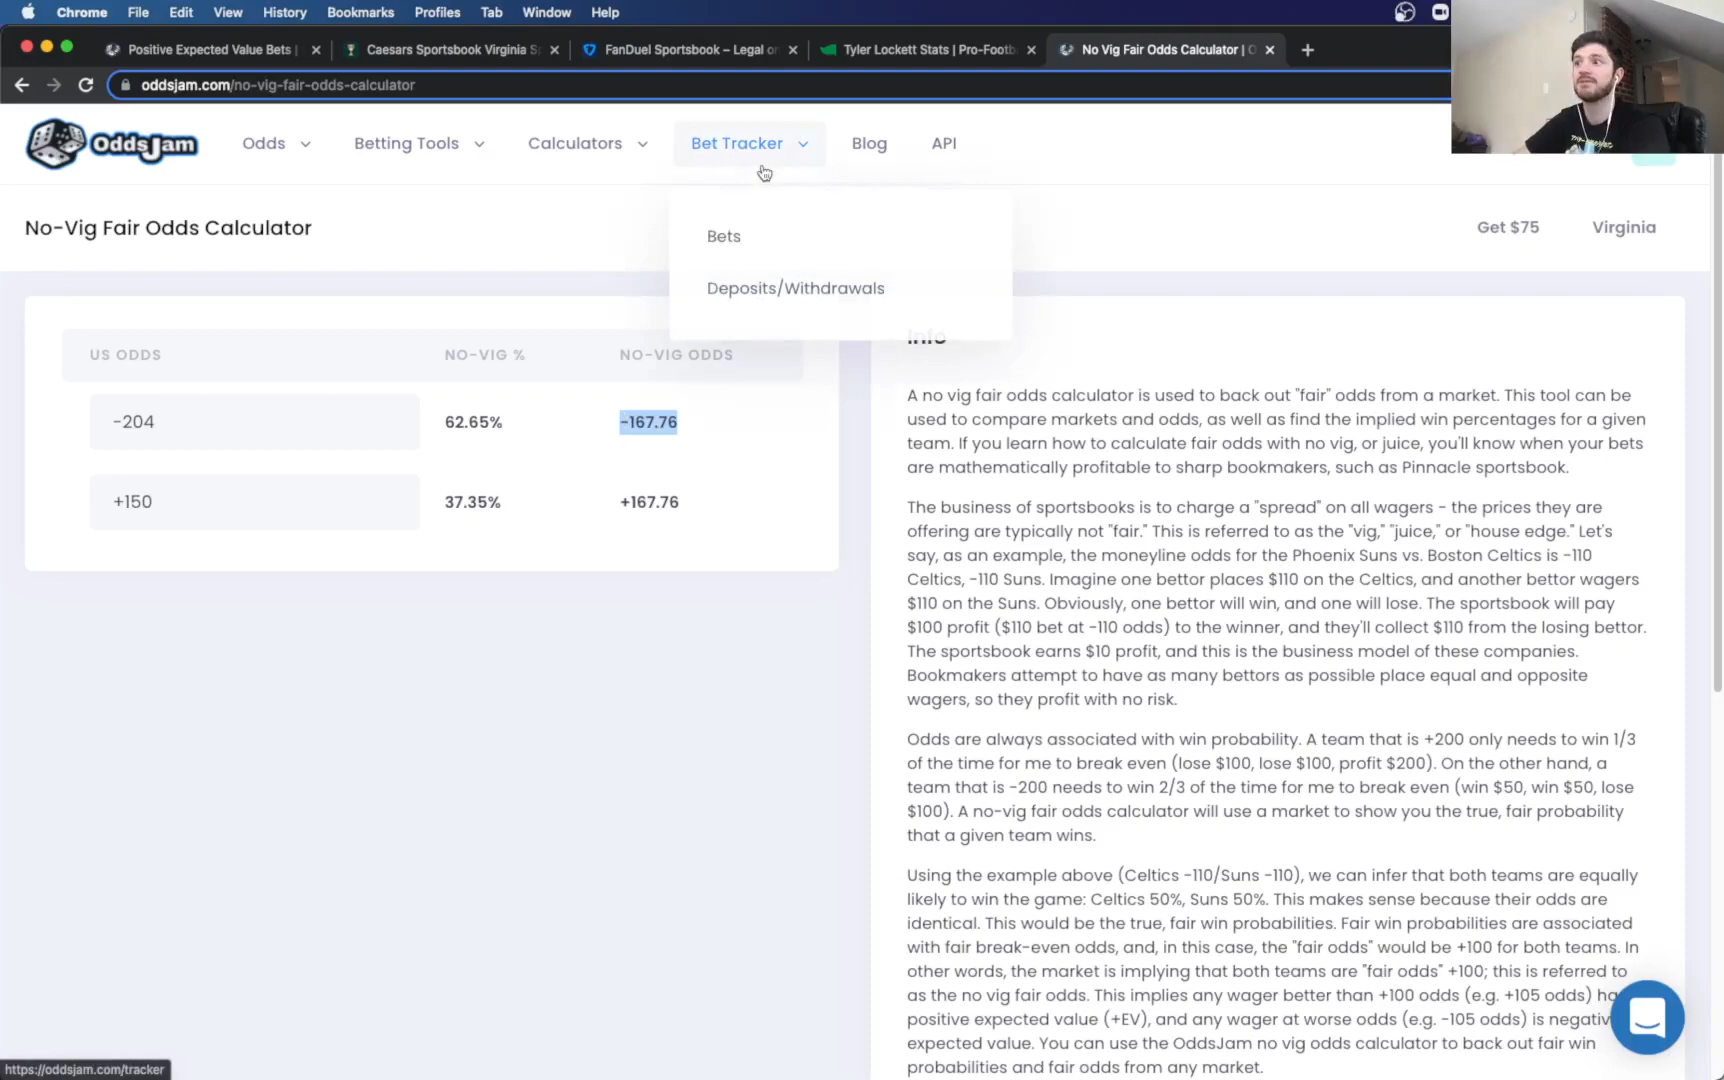 Chrome File Edit View History Bookmarks Profiles Tab Window Help
Positive Expected Value Bets | Caesars Sportsbook Virginia S FanDuel Sportsbook – Legal or Tyler Lockett Stats | Pro-Footb No Vig Fair Odds Calculator | O
oddsjam.com/no-vig-fair-odds-calculator
OddsJam Odds Betting Tools Calculators Bet Tracker Blog API
No-Vig Fair Odds Calculator Get $75 Virginia
Bets
Deposits/Withdrawals
US ODDS NO-VIG % NO-VIG ODDS
-204 62.65% -167.76
+150 37.35% +167.76
Info
A no vig fair odds calculator is used to back out "fair" odds from a market. This tool can be
used to compare markets and odds, as well as find the implied win percentages for a given
team. If you learn how to calculate fair odds with no vig, or juice, you'll know when your bets
are mathematically profitable to sharp bookmakers, such as Pinnacle sportsbook.
The business of sportsbooks is to charge a "spread" on all wagers - the prices they are
offering are typically not "fair." This is referred to as the "vig," "juice," or "house edge." Let's
say, as an example, the moneyline odds for the Phoenix Suns vs. Boston Celtics is -110
Celtics, -110 Suns. Imagine one bettor places $110 on the Celtics, and another bettor wagers
$110 on the Suns. Obviously, one bettor will win, and one will lose. The sportsbook will pay
$100 profit ($110 bet at -110 odds) to the winner, and they'll collect $110 from the losing bettor.
The sportsbook earns $10 profit, and this is the business model of these companies.
Bookmakers attempt to have as many bettors as possible place equal and opposite
wagers, so they profit with no risk.
Odds are always associated with win probability. A team that is +200 only needs to win 1/3
of the time for me to break even (lose $100, lose $100, profit $200). On the other hand, a
team that is -200 needs to win 2/3 of the time for me to break even (win $50, win $50, lose
$100). A no-vig fair odds calculator will use a market to show you the true, fair probability
that a given team wins.
Using the example above (Celtics -110/Suns -110), we can infer that both teams are equally
likely to win the game: Celtics 50%, Suns 50%. This makes sense because their odds are
identical. This would be the true, fair win probabilities. Fair win probabilities are associated
with fair break-even odds, and, in this case, the "fair odds" would be +100 for both teams. In
other words, the market is implying that both teams are "fair odds" +100; this is referred to
as the no vig fair odds. This implies any wager better than +100 odds (e.g. +105 odds) ha
positive expected value (+EV), and any wager at worse odds (e.g. -105 odds) is negativ
expected value. You can use the OddsJam no vig odds calculator to back out fair win
probabilities and fair odds from any market.
https://oddsjam.com/tracker